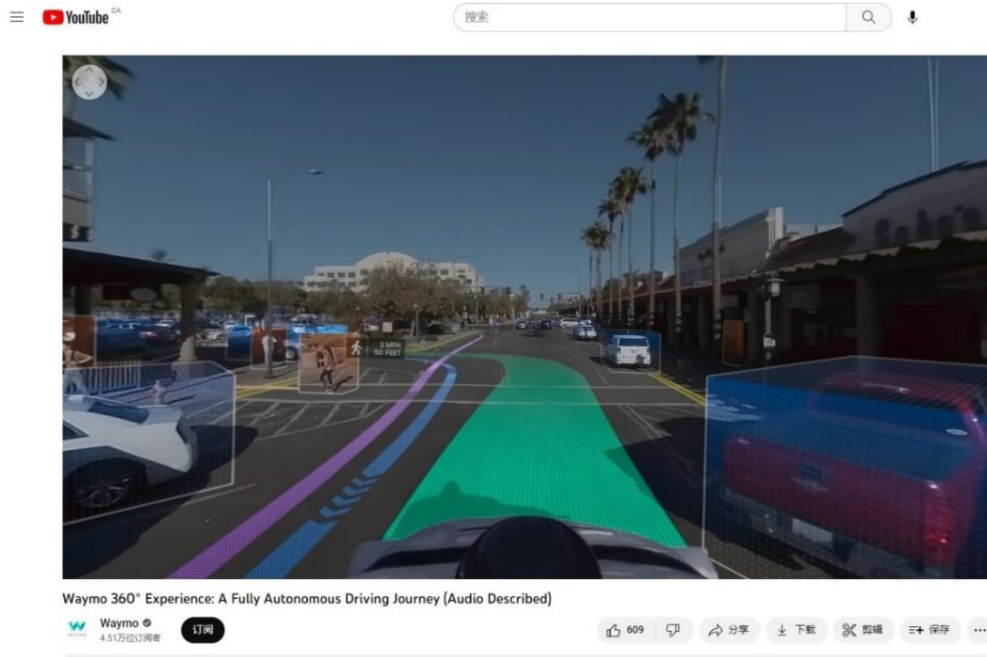 YouTube CA
搜索
2 MPH
50 FEET
Waymo 360° Experience: A Fully Autonomous Driving Journey (Audio Described)
Waymo
4.51万位订阅者
订阅
609
分享
下载
剪辑
保存